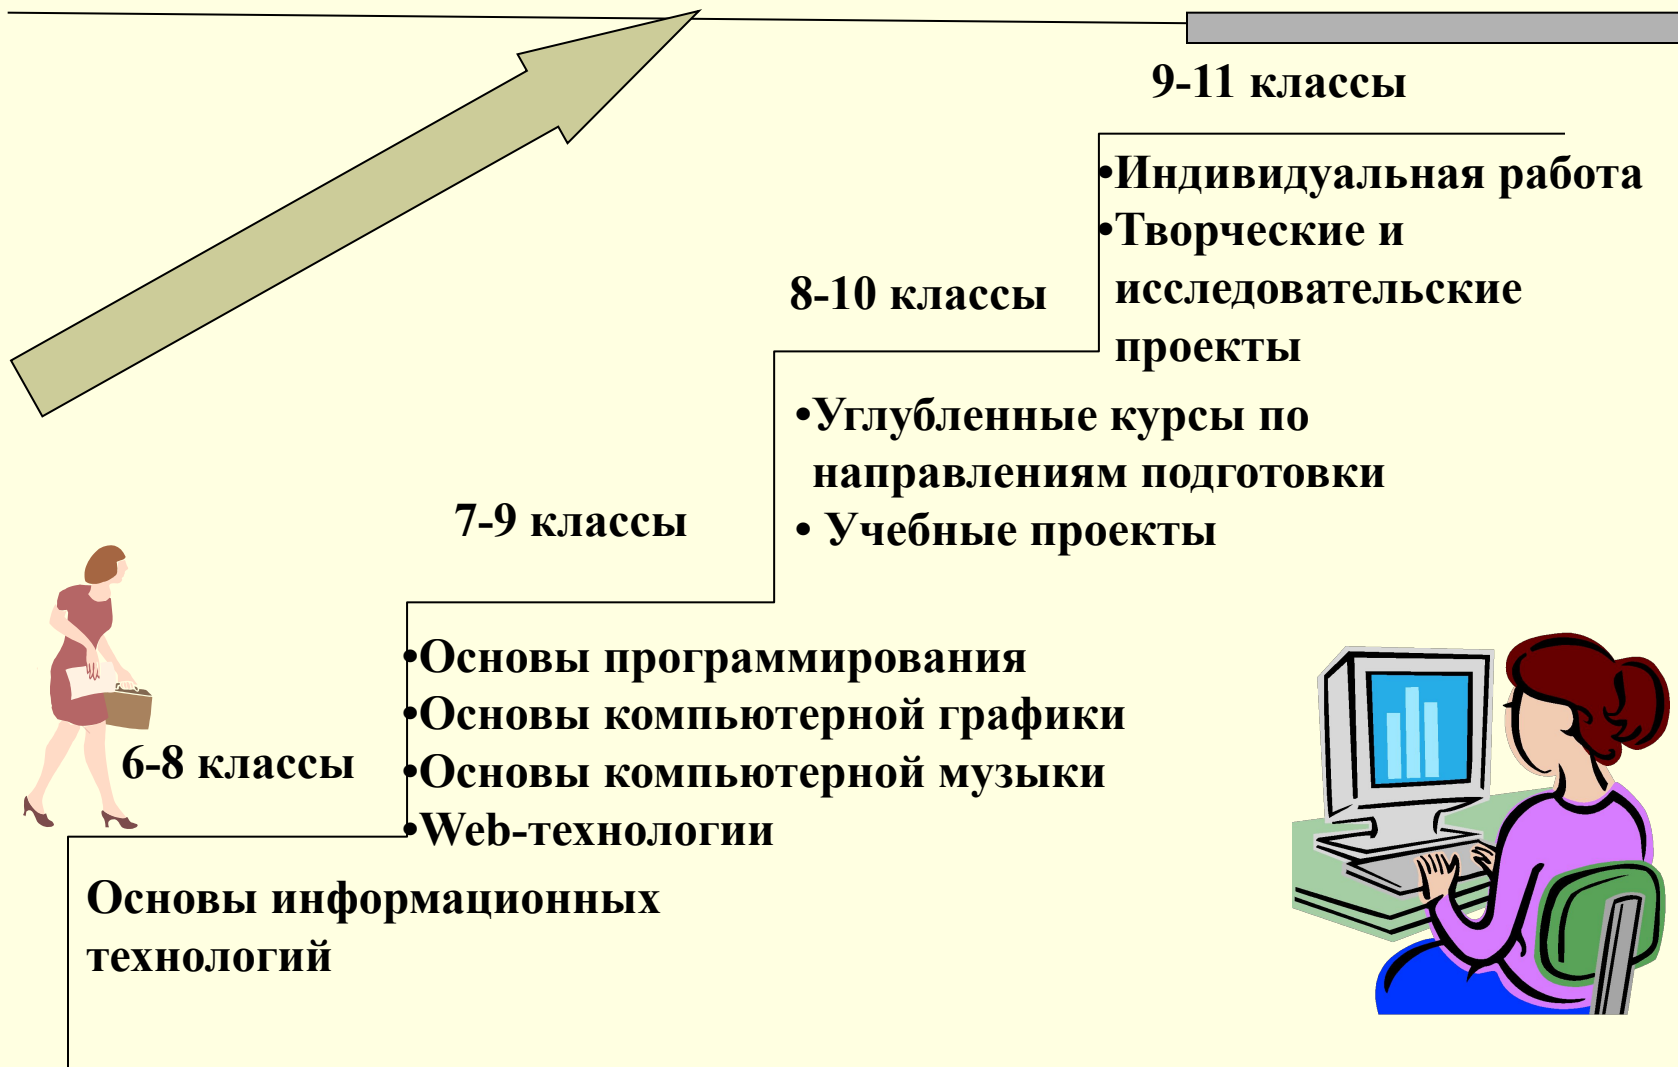 9-11 классы
•Индивидуальная работа
•Творческие и
исследовательские
проекты
8-10 классы
•Углубленные курсы по
направлениям подготовки
• Учебные проекты
7-9 классы
•Основы программирования
•Основы компьютерной графики
•Основы компьютерной музыки
•Web-технологии
6-8 классы
Основы информационных
технологий